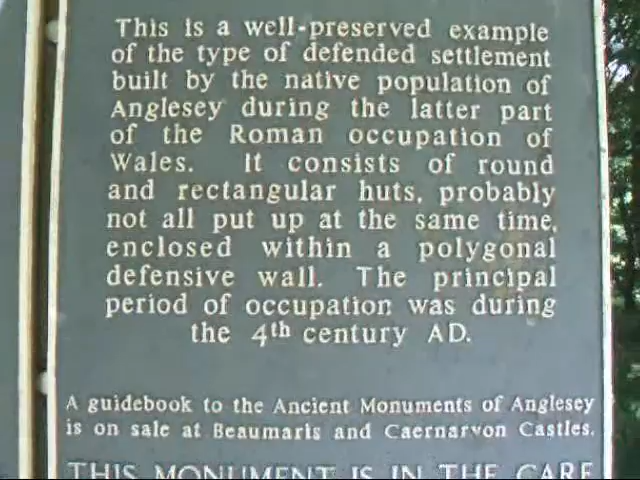 This is a well-preserved example
of the type of defended settlement
built by the native population of
Anglesey during the latter part
of the Roman occupation of
Wales. It consists of round
and rectangular huts, probably
not all put up at the same time,
enclosed within a polygonal
defensive wall. The principal
period of occupation was during
the 4th century AD.
A guidebook to the Ancient Monuments of Anglesey
is on sale at Beaumaris and Caernarvon Castles.
THIS MONUMENT IS IN THE CARE